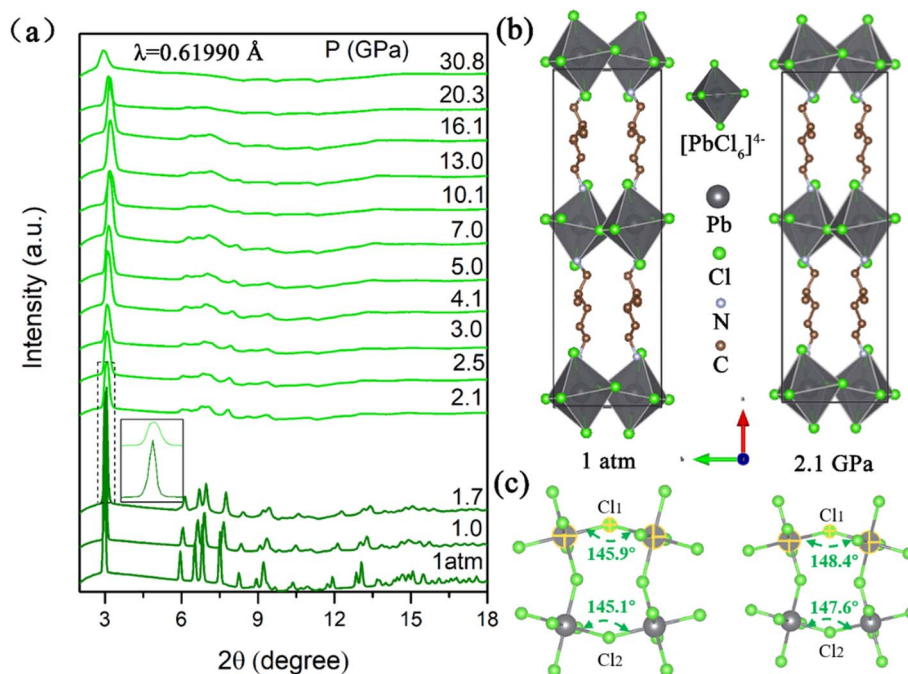 (a)
λ=0.61990 Å P (GPa)
30.8
20.3
16.1
13.0
10.1
7.0
5.0
4.1
3.0
2.5
2.1
1.7
1.0
1atm
Intensity (a.u.)
3 6 9 12 15 18
2θ (degree)
(b)
[PbCl6]4-
Pb
Cl
N
C
a
b
1 atm
2.1 GPa
(c)
Cl1
145.9°
145.1°
Cl2
Cl1
148.4°
147.6°
Cl2